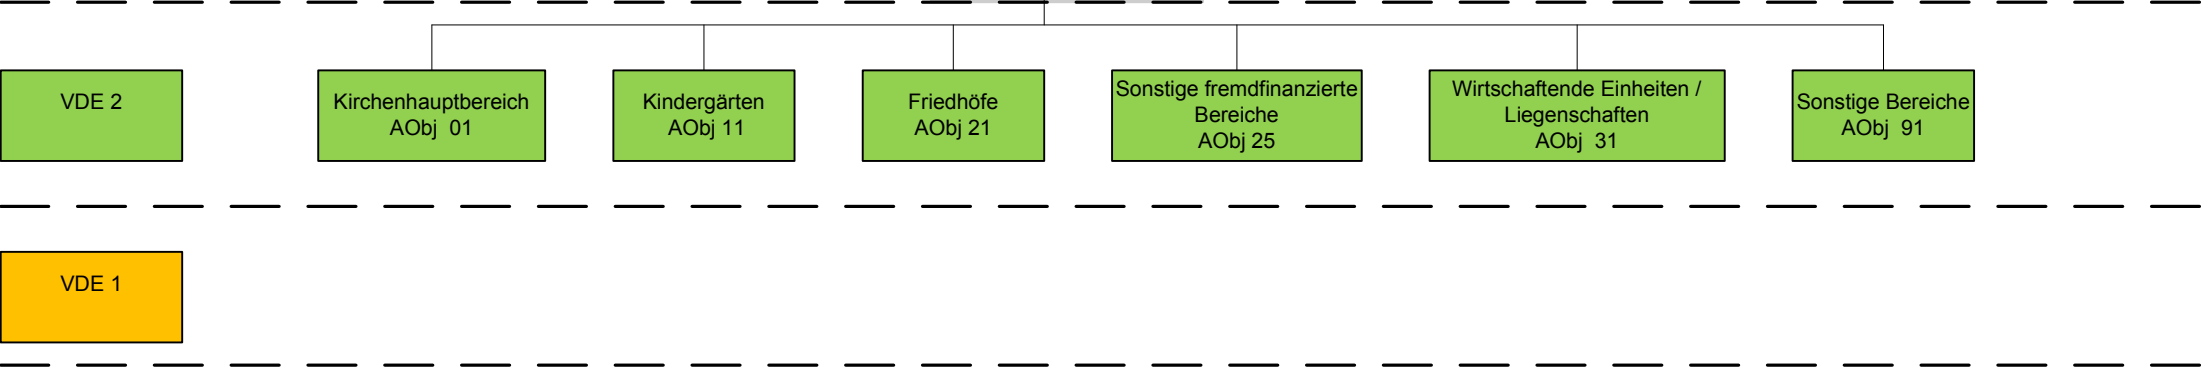 VDE 2
Kirchenhauptbereich
AObj  01
Kindergärten
AObj 11
Friedhöfe
AObj 21
Sonstige fremdfinanzierte
Bereiche
AObj 25
Wirtschaftende Einheiten /
Liegenschaften
AObj  31
Sonstige Bereiche
AObj  91
VDE 1